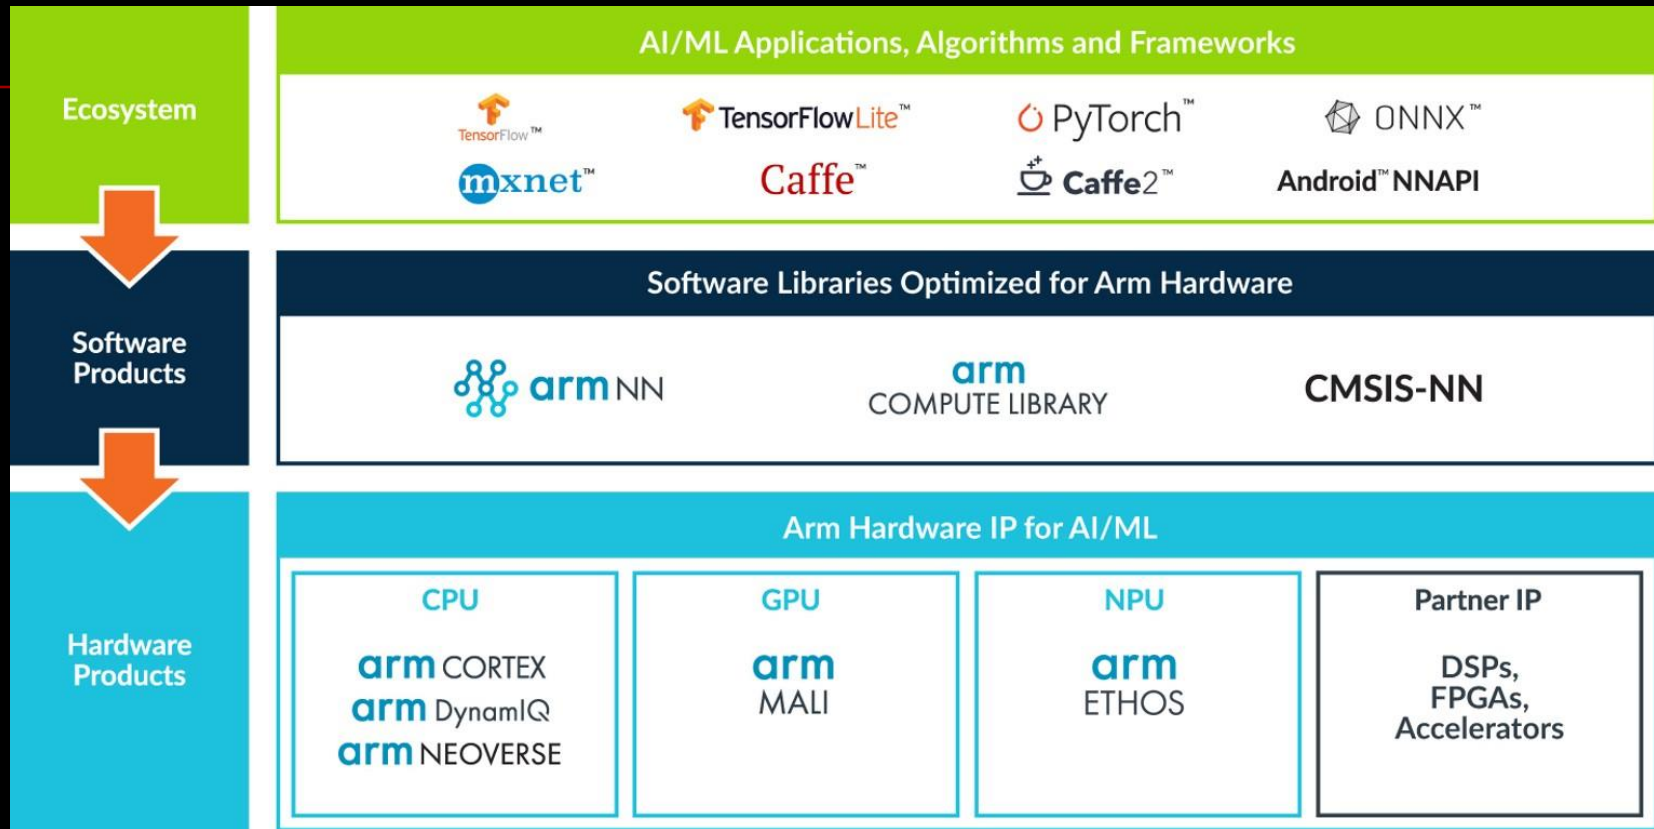 AI/ML Applications, Algorithms and Frameworks
Ecosystem
TensorFlow™
TensorFlowLite™
PyTorch™
ONNX™
mxnet™
Caffe™
Caffe2™
Android™ NNAPI
Software Libraries Optimized for Arm Hardware
Software
Products
arm NN
arm
COMPUTE LIBRARY
CMSIS-NN
Arm Hardware IP for AI/ML
Hardware
Products
CPU
arm CORTEX
arm DynamIQ
arm NEOVERSE
GPU
arm
MALI
NPU
arm
ETHOS
Partner IP
DSPs,
FPGAs,
Accelerators